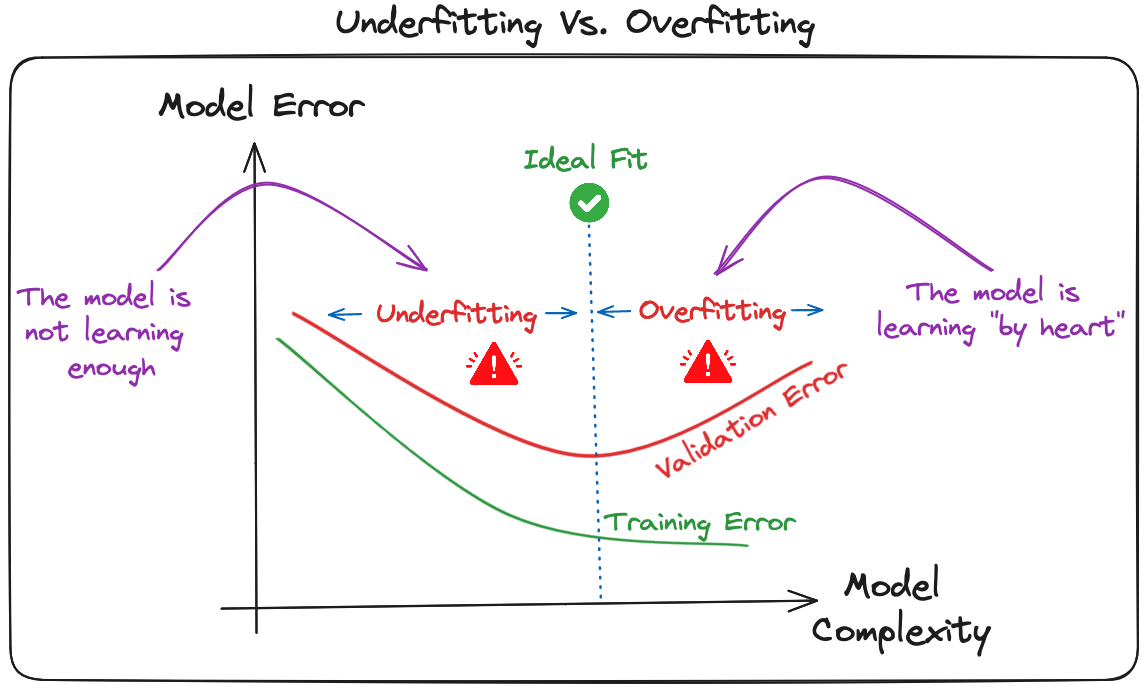 Underfitting Vs. Overfitting
Model Error
Ideal Fit
The model is
not learning
enough
Underfitting
Overfitting
The model is
learning "by heart"
Validation Error
Training Error
Model
Complexity